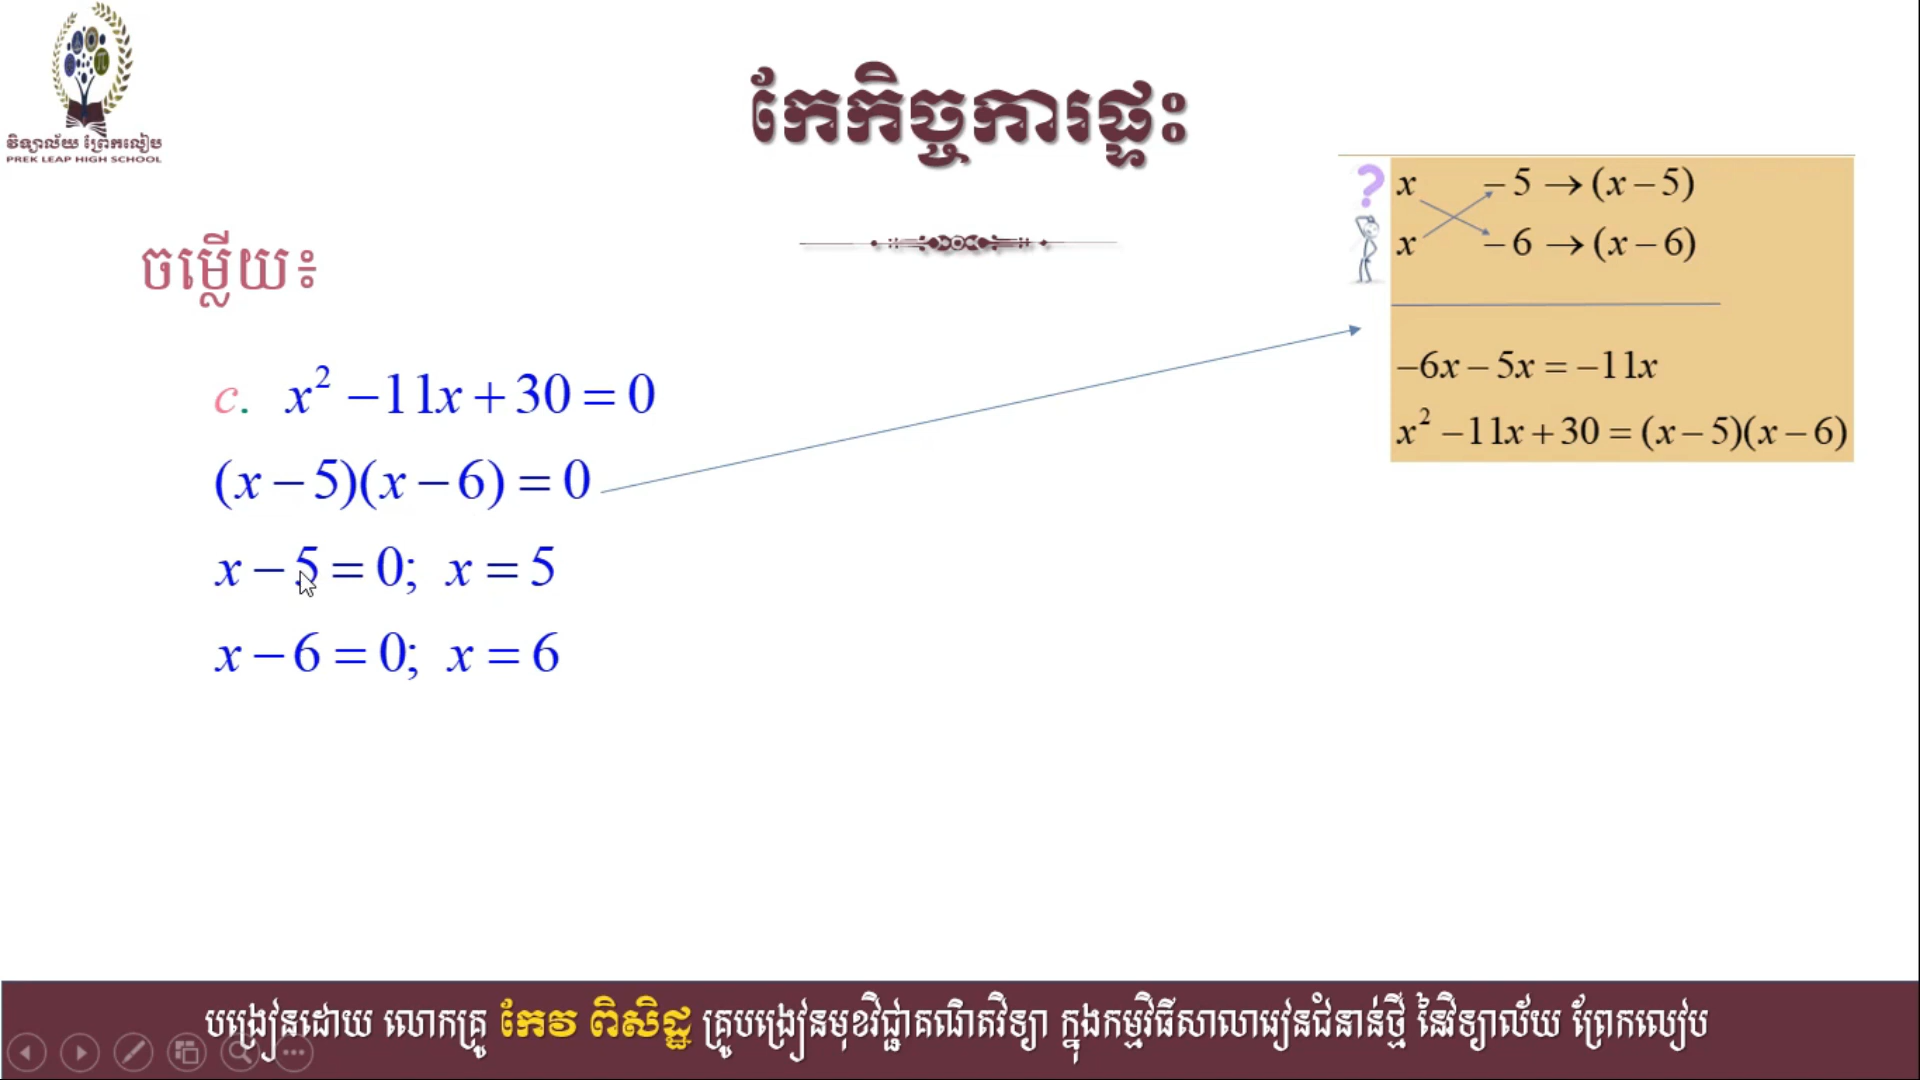 វិទ្យាល័យ ព្រែកលៀប
PREK LEAP HIGH SCHOOL
កែកិច្ចការផ្ទះ
ចម្លើយ៖
c. x² −11x + 30 = 0
(x − 5)(x − 6) = 0
x − 5 = 0; x = 5
x − 6 = 0; x = 6
?
x −5 → (x − 5)
x −6 → (x − 6)
−6x − 5x = −11x
x² −11x + 30 = (x − 5)(x − 6)
បង្រៀនដោយ លោកគ្រូ កែវ ពិសិដ្ឋ គ្រូបង្រៀនមុខវិជ្ជាគណិតវិទ្យា ក្នុងកម្មវិធីសាលារៀនជំនាន់ថ្មី នៃវិទ្យាល័យ ព្រែកលៀប